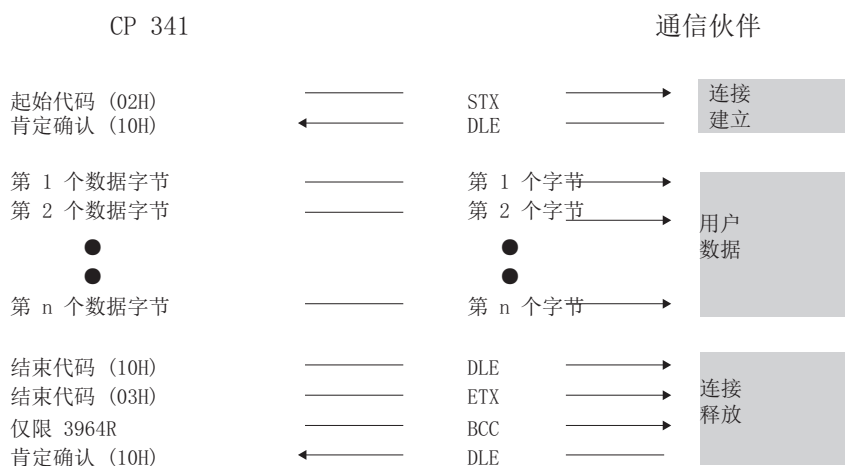 CP 341 通信伙伴
起始代码 (02H) STX 连接
肯定确认 (10H) DLE 建立
第 1 个数据字节 第 1 个字节
第 2 个数据字节 第 2 个字节 用户
数据
第 n 个数据字节 第 n 个字节
结束代码 (10H) DLE
结束代码 (03H) ETX 连接
仅限 3964R BCC 释放
肯定确认 (10H) DLE